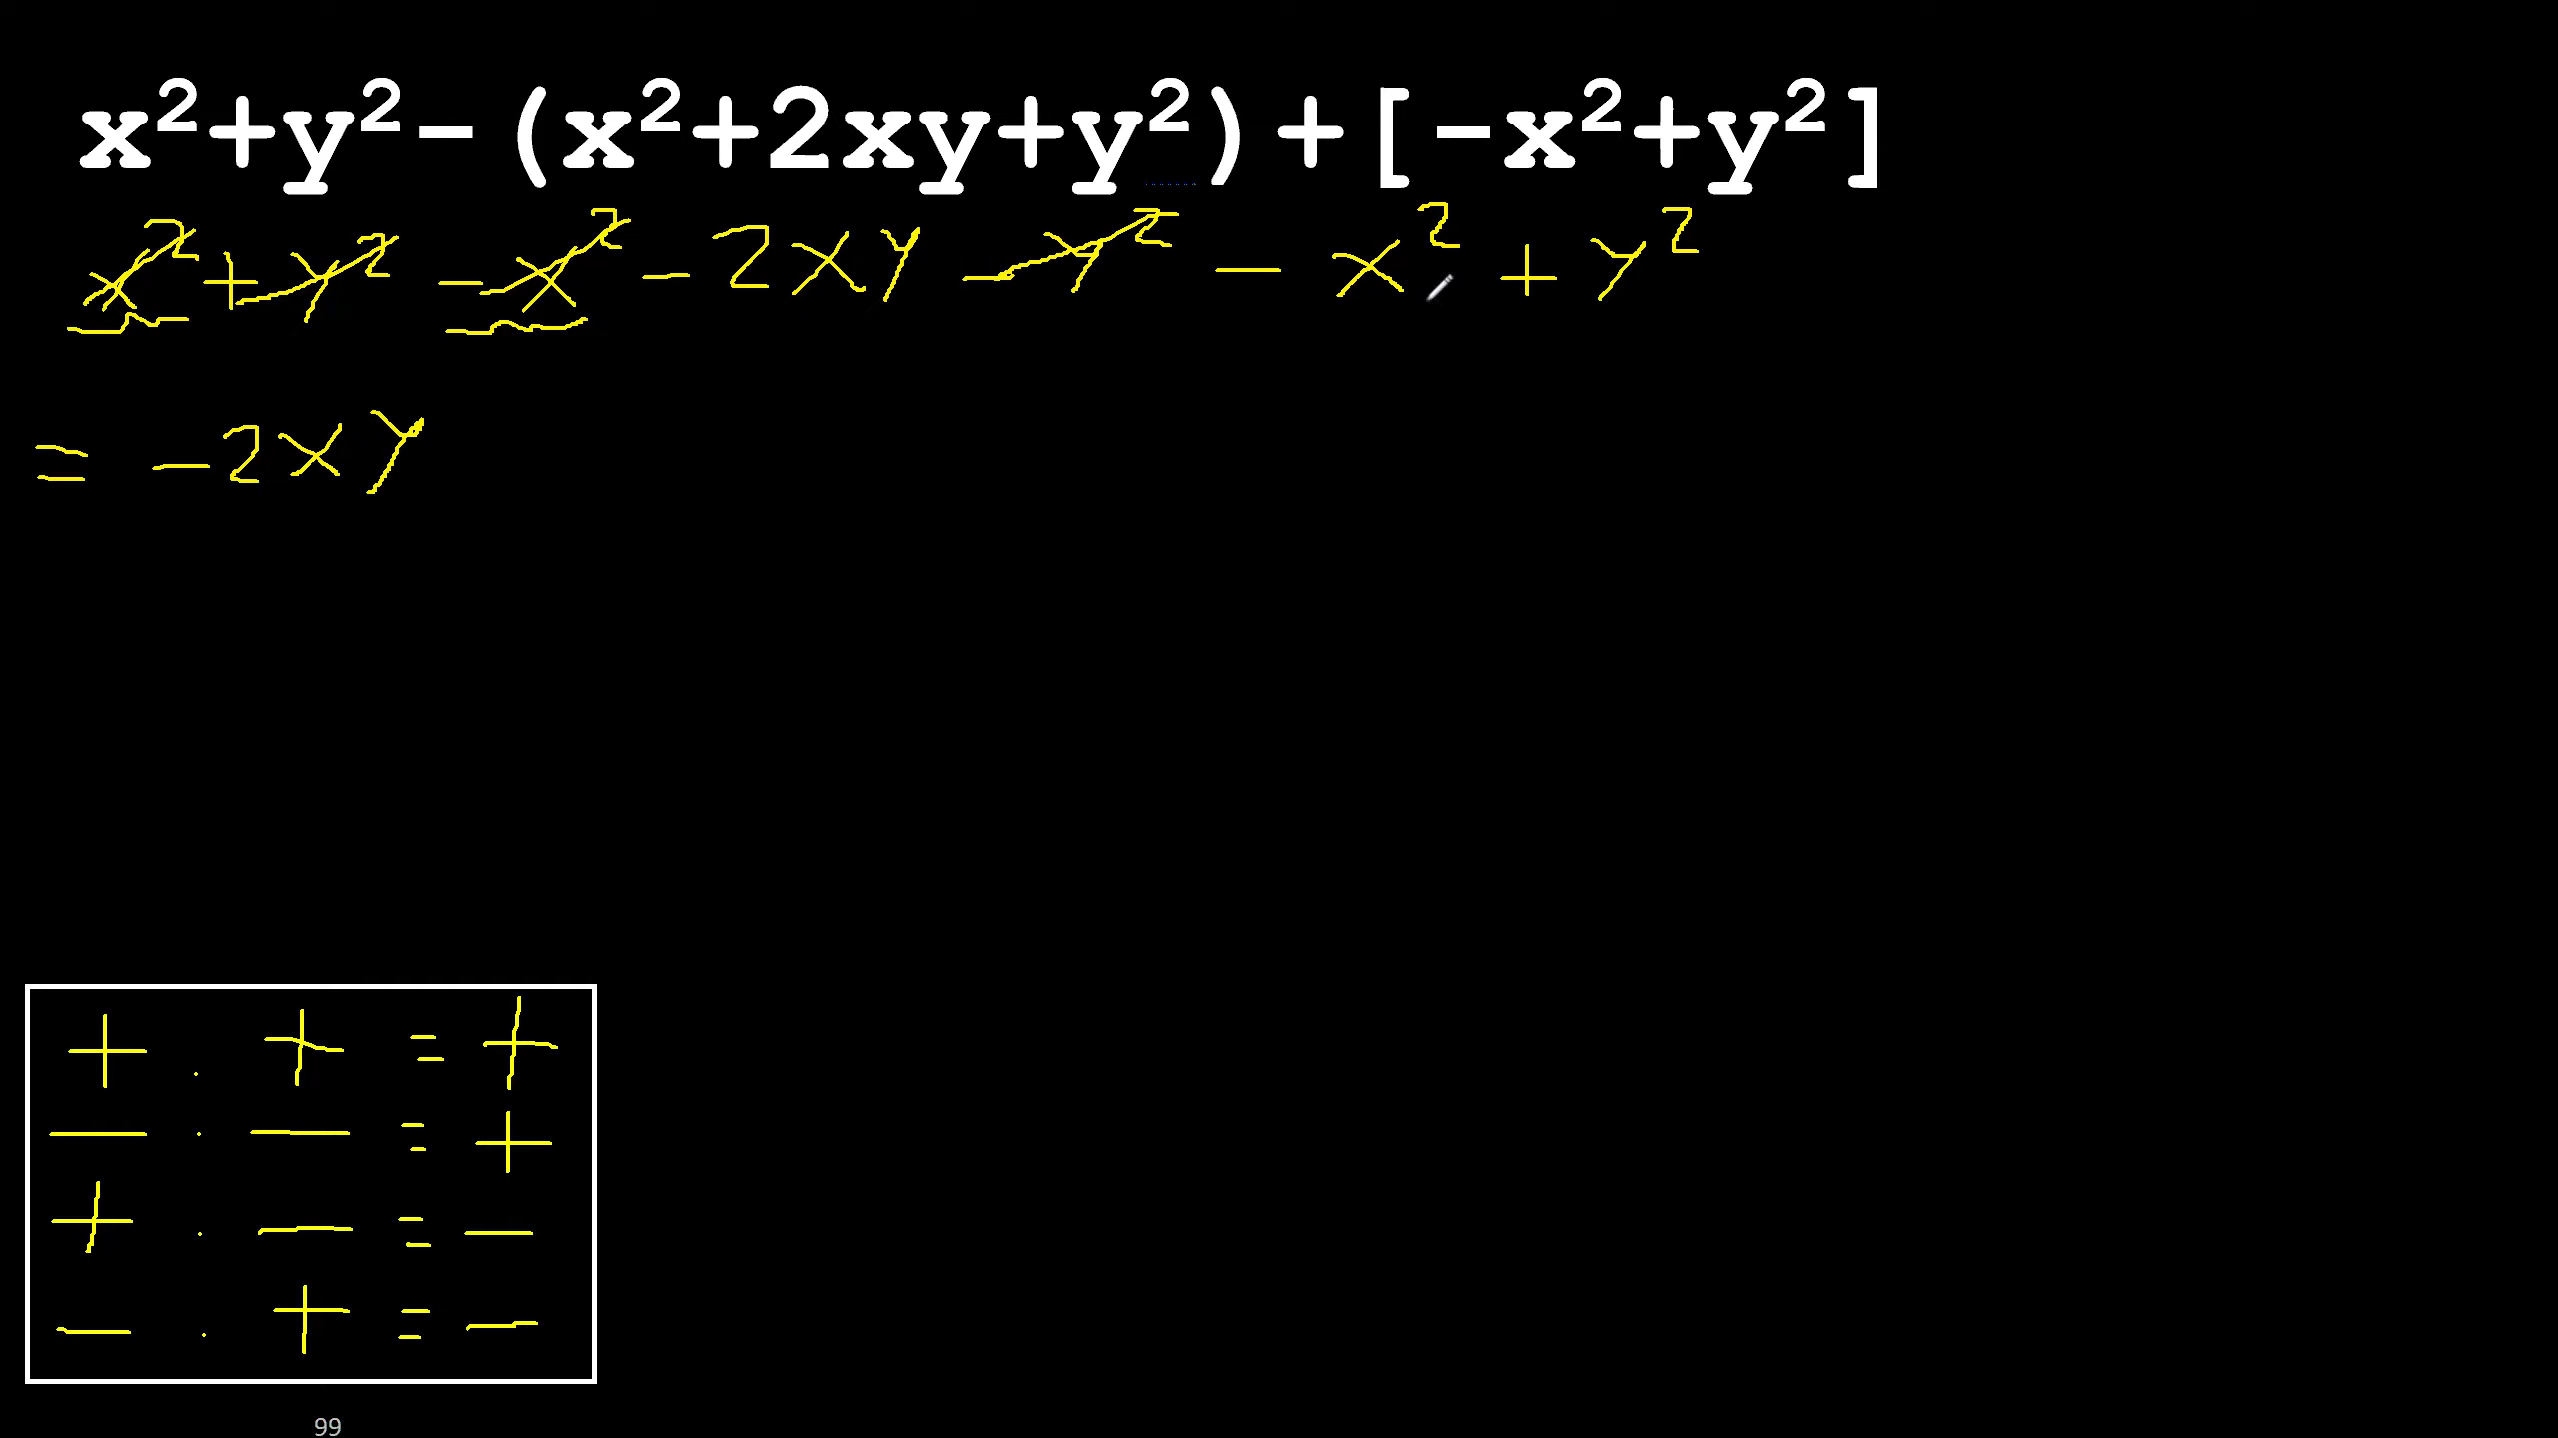 x²+y²-(x²+2xy+y²)+[-x²+y²]
x² + y² - x² - 2xy - y² - x² + y²
= -2xy
+ . + = +
- . - = +
+ . - = -
- . + = -
99